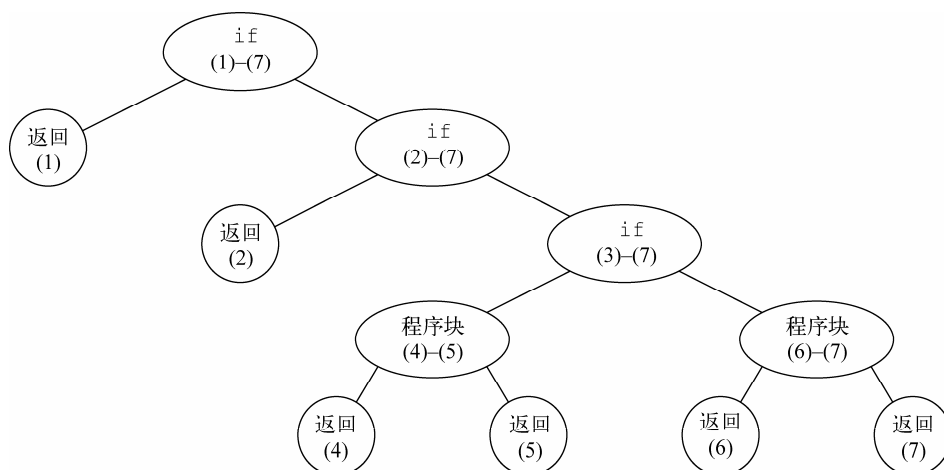 if
(1)–(7)
返回
(1)
if
(2)–(7)
返回
(2)
if
(3)–(7)
程序块
(4)–(5)
程序块
(6)–(7)
返回
(4)
返回
(5)
返回
(6)
返回
(7)